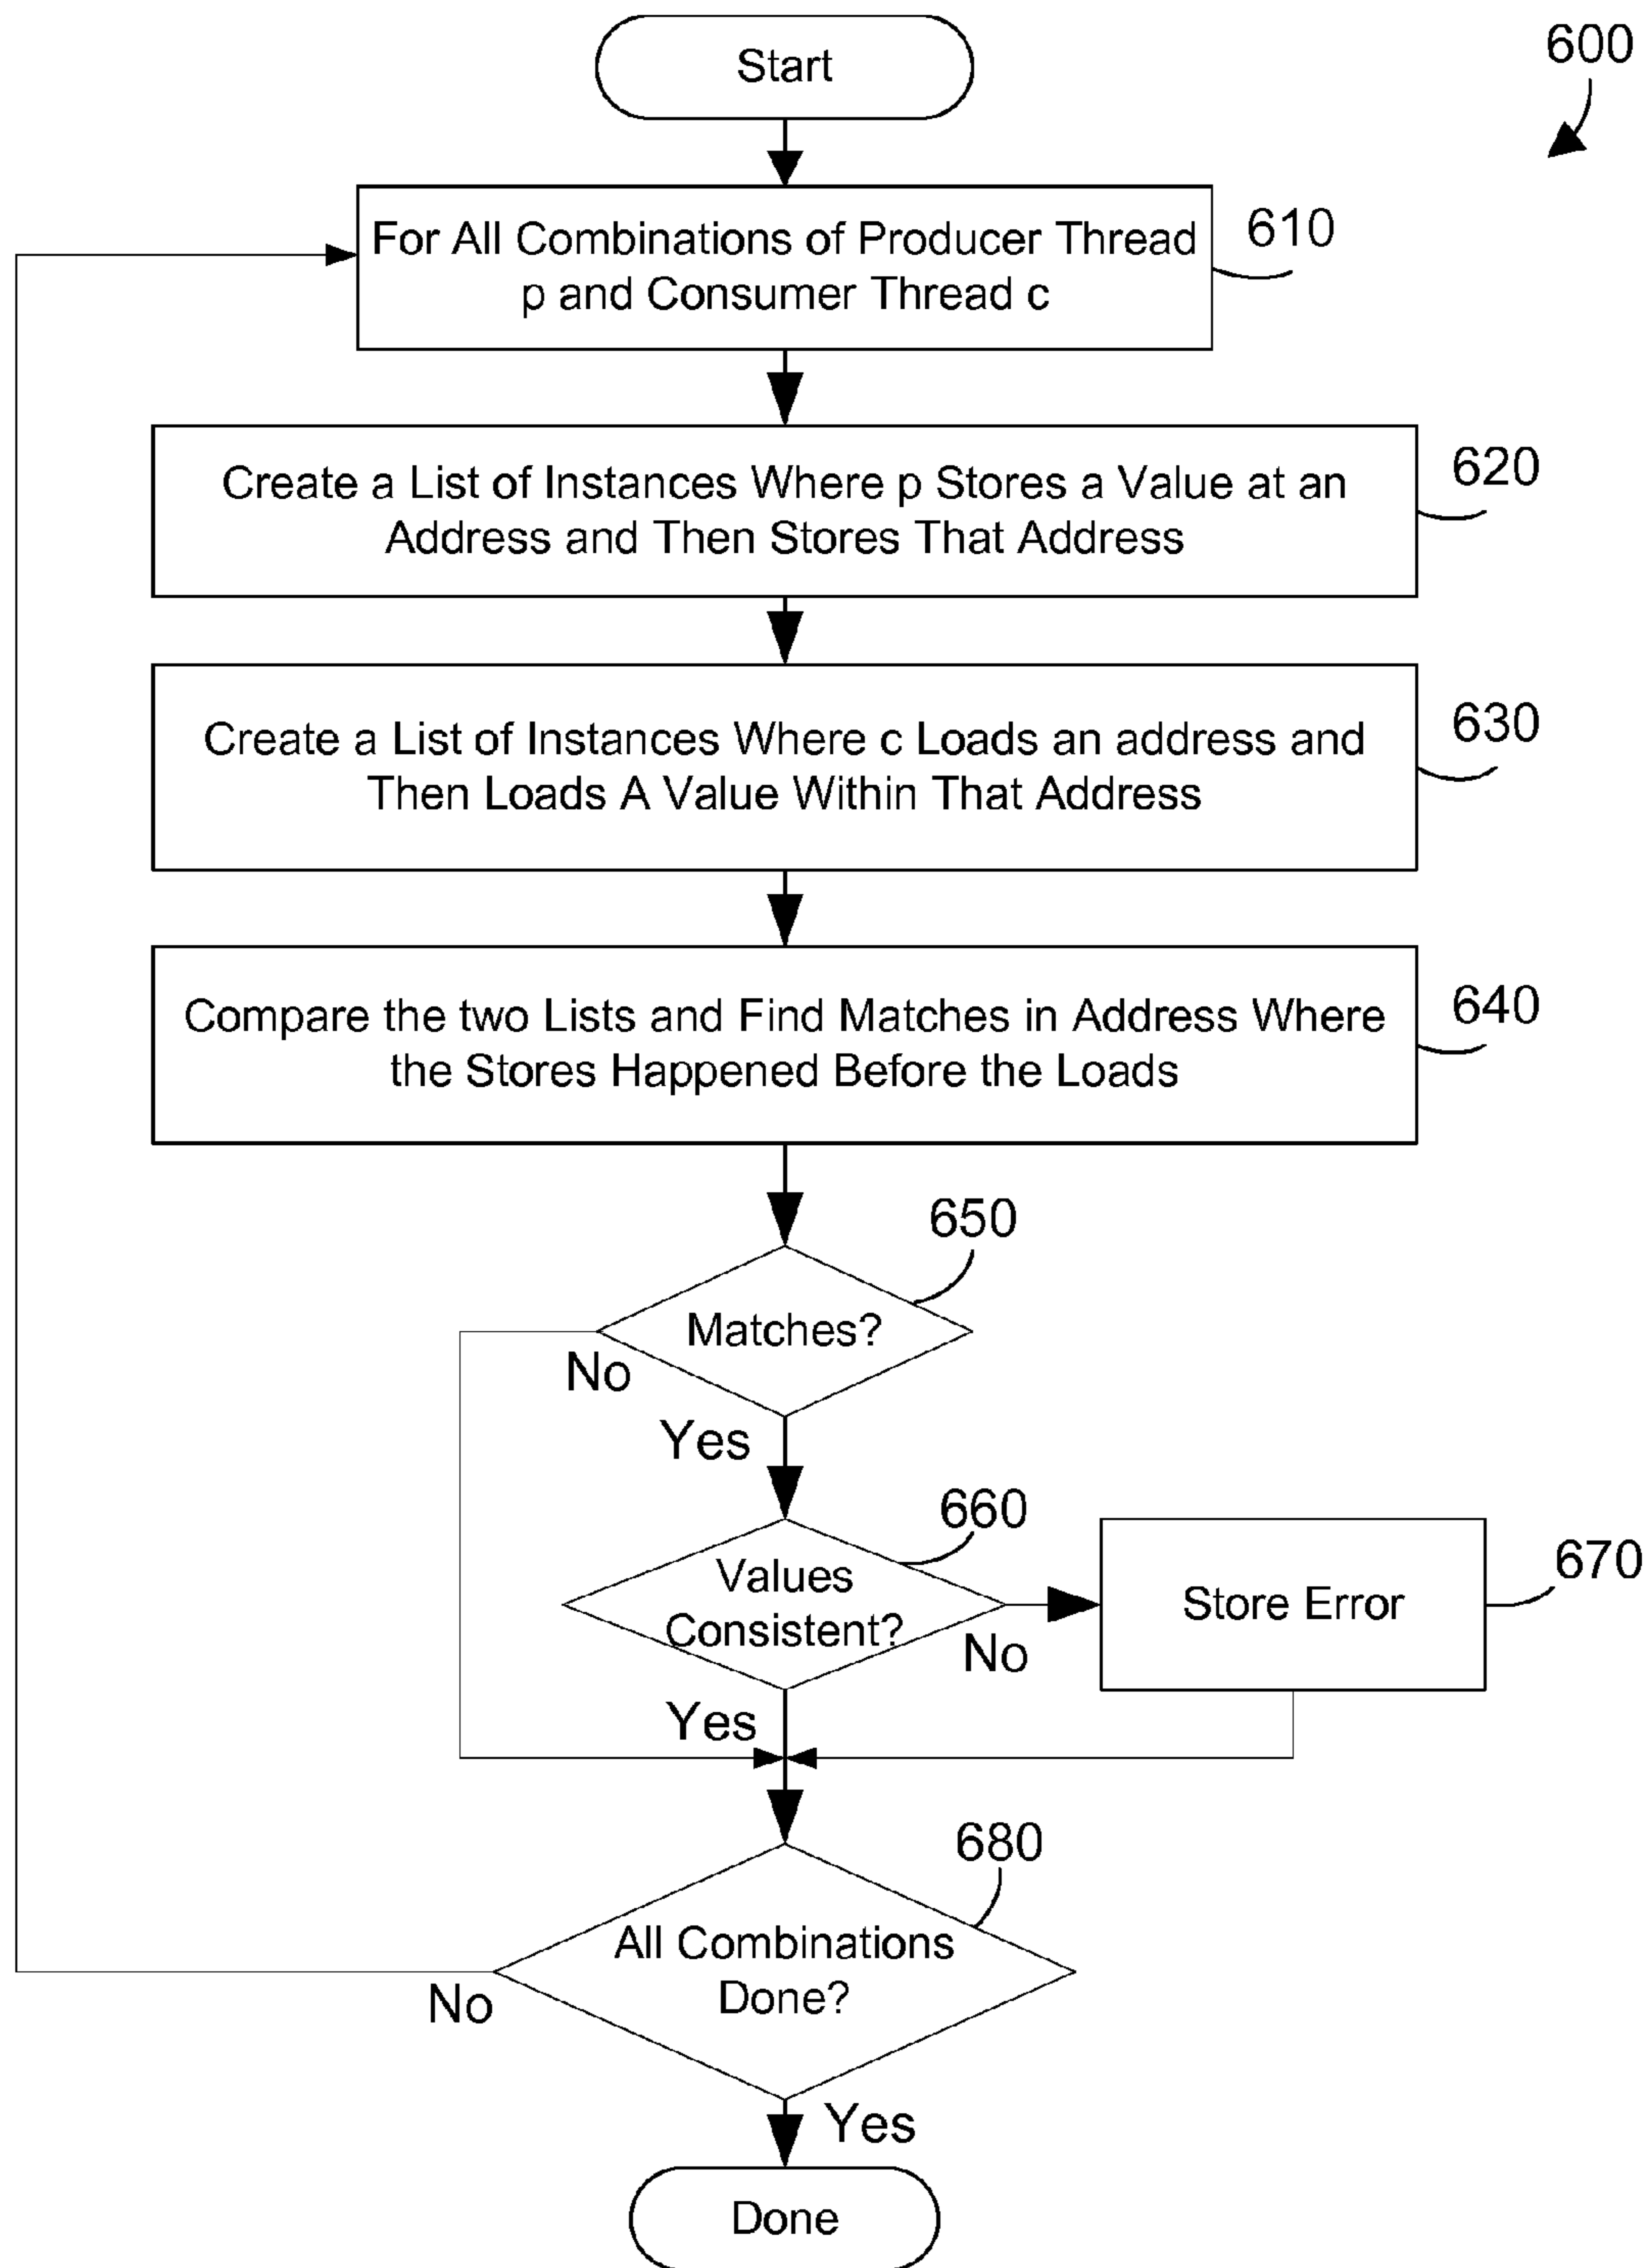 Start
600
For All Combinations of Producer Thread
p and Consumer Thread c
610
Create a List of Instances Where p Stores a Value at an
Address and Then Stores That Address
620
Create a List of Instances Where c Loads an address and
Then Loads A Value Within That Address
630
Compare the two Lists and Find Matches in Address Where
the Stores Happened Before the Loads
640
650
Matches?
No
Yes
660
Values
Consistent?
No
Store Error
670
Yes
680
All Combinations
Done?
No
Yes
Done